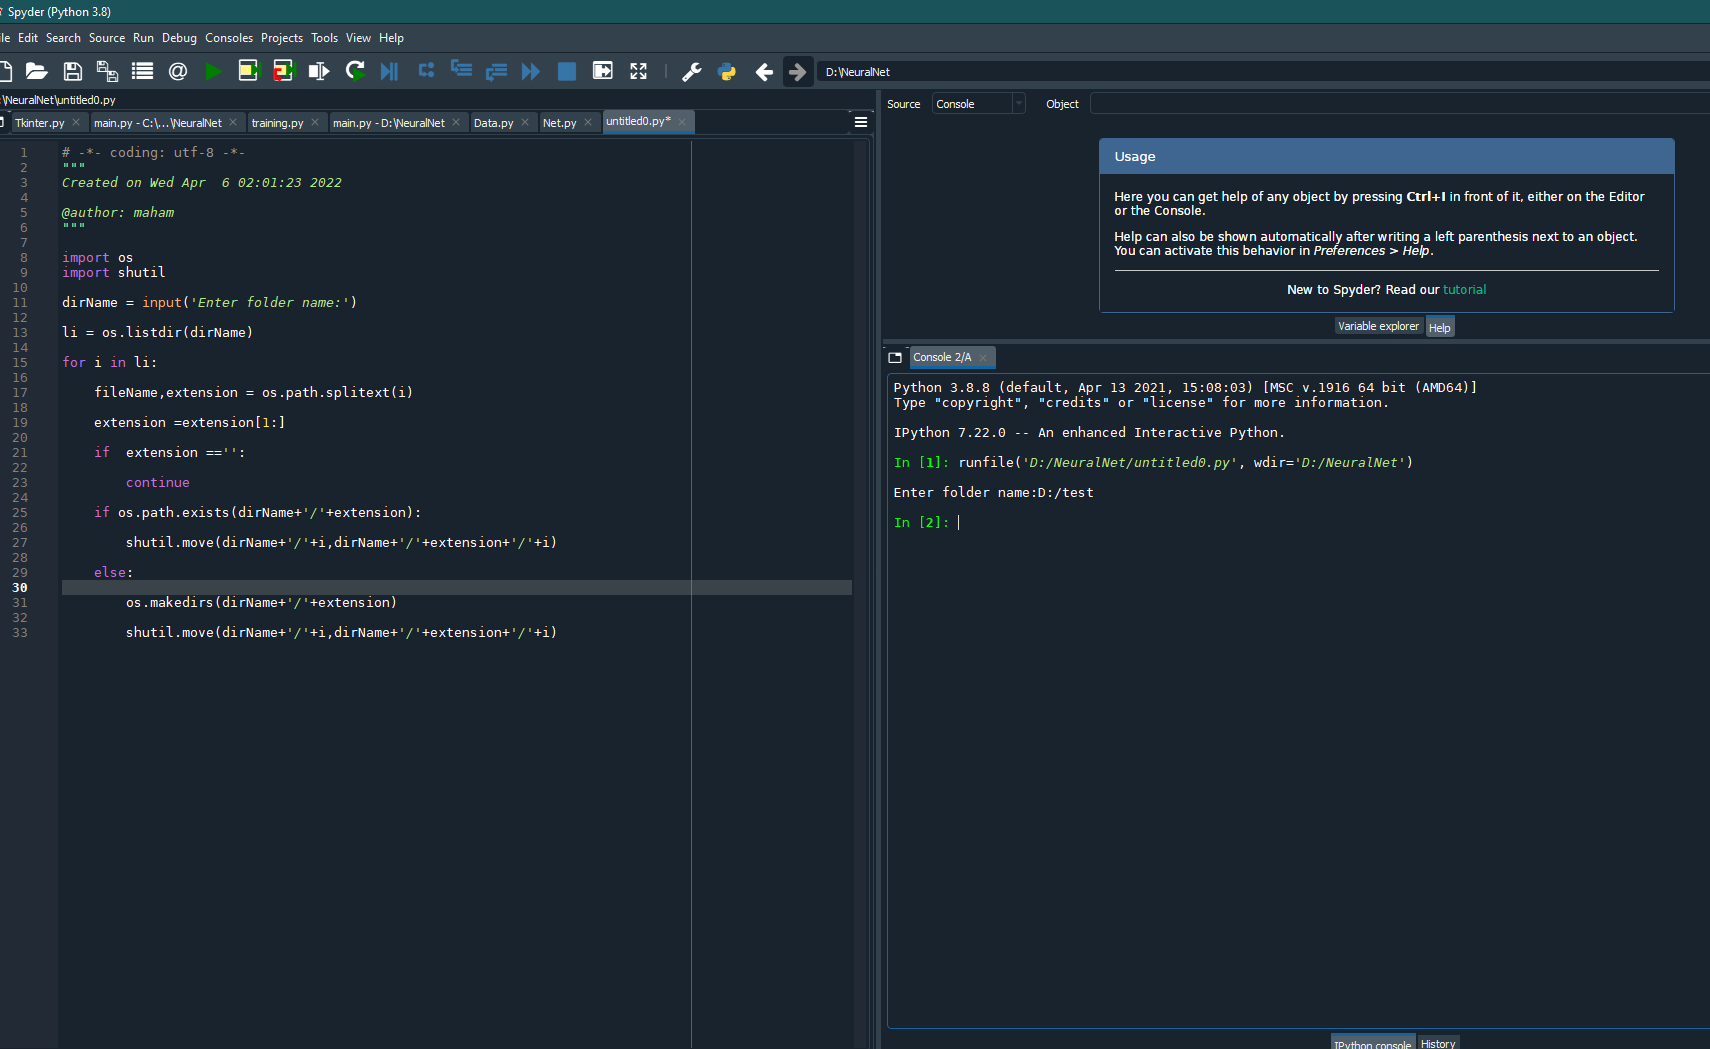 Spyder (Python 3.8)
le Edit Search Source Run Debug Consoles Projects Tools View Help
D:\NeuralNet
:\NeuralNet\untitled0.py
Tkinter.py main.py - C:\...\NeuralNet training.py main.py - D:\NeuralNet Data.py Net.py untitled0.py*
1 # -*- coding: utf-8 -*-
2 """
3 Created on Wed Apr  6 02:01:23 2022
4
5 @author: maham
6 """
7
8 import os
9 import shutil
10
11 dirName = input('Enter folder name:')
12
13 li = os.listdir(dirName)
14
15 for i in li:
16
17     fileName,extension = os.path.splitext(i)
18
19     extension =extension[1:]
20
21     if  extension =='':
22
23         continue
24
25     if os.path.exists(dirName+'/'+extension):
26
27         shutil.move(dirName+'/'+i,dirName+'/'+extension+'/'+i)
28
29     else:
30
31         os.makedirs(dirName+'/'+extension)
32
33         shutil.move(dirName+'/'+i,dirName+'/'+extension+'/'+i)
Source Console Object
Usage
Here you can get help of any object by pressing Ctrl+I in front of it, either on the Editor
or the Console.
Help can also be shown automatically after writing a left parenthesis next to an object.
You can activate this behavior in Preferences > Help.
New to Spyder? Read our tutorial
Variable explorer Help
Console 2/A
Python 3.8.8 (default, Apr 13 2021, 15:08:03) [MSC v.1916 64 bit (AMD64)]
Type "copyright", "credits" or "license" for more information.
IPython 7.22.0 -- An enhanced Interactive Python.
In [1]: runfile('D:/NeuralNet/untitled0.py', wdir='D:/NeuralNet')
Enter folder name:D:/test
In [2]:
IPython console History